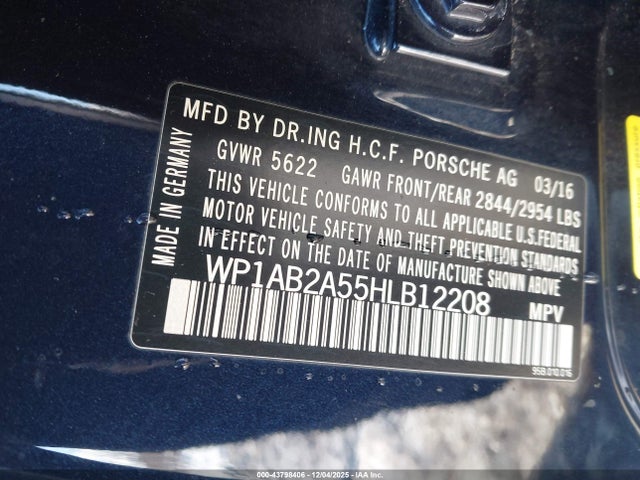 MFD BY DR.ING H.C.F. PORSCHE AG 03/16
GVWR 5622 GAWR FRONT/REAR 2844/2954 LBS
THIS VEHICLE CONFORMS TO ALL APPLICABLE U.S.FEDERAL
MOTOR VEHICLE SAFETY AND THEFT PREVENTION STANDARDS
IN EFFECT ON THE DATE OF MANUFACTURE SHOWN ABOVE
WP1AB2A55HLB12208 MPV
MADE IN GERMANY
95B.010.016
000-43798406 - 12/04/2025 - IAAI, Inc.